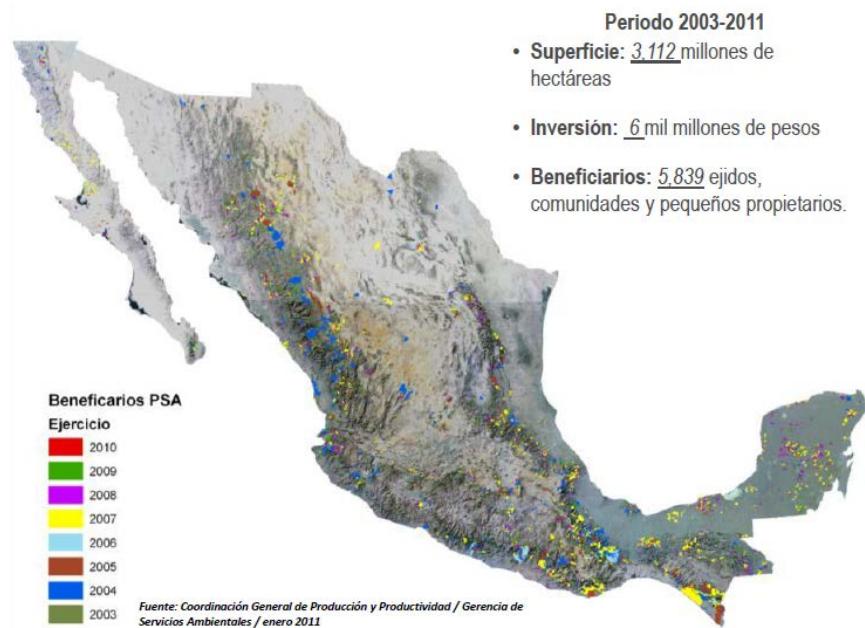 Periodo 2003-2011
• Superficie: 3,112 millones de
hectáreas
• Inversión: 6 mil millones de pesos
• Beneficiarios: 5,839 ejidos,
comunidades y pequeños propietarios.
Beneficarios PSA
Ejercicio
2010
2009
2008
2007
2006
2005
2004
2003
Fuente: Coordinación General de Producción y Productividad / Gerencia de
Servicios Ambientales / enero 2011